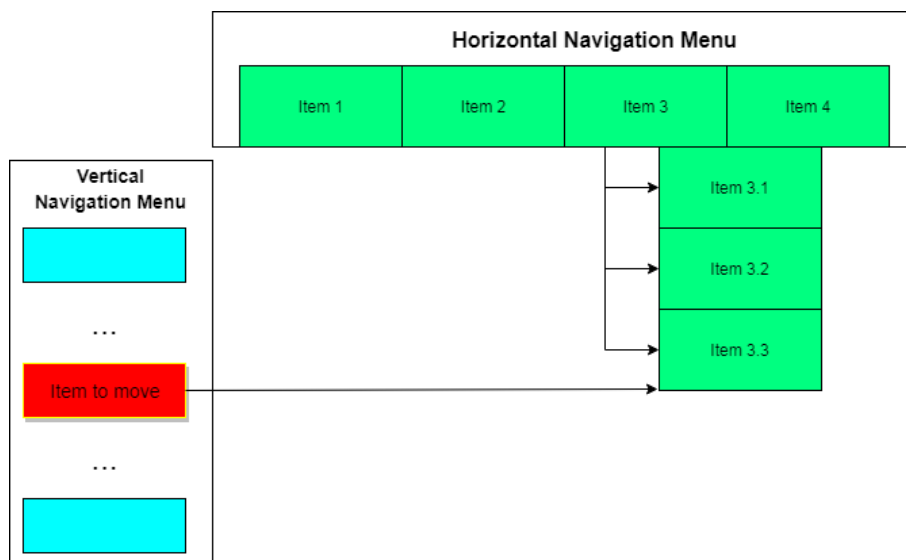 Horizontal Navigation Menu
Item 1
Item 2
Item 3
Item 4
Item 3.1
Item 3.2
Item 3.3
Vertical
Navigation Menu
...
Item to move
...